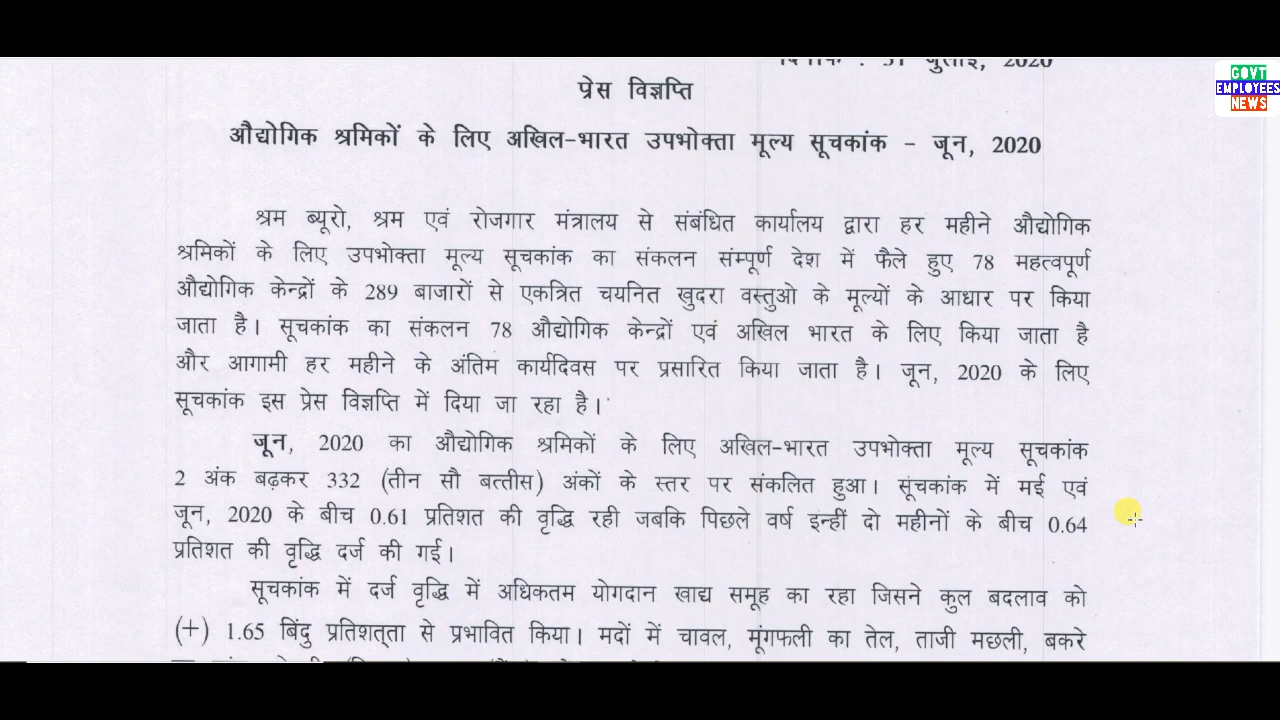 31 जुलाई, 2020
GOVT
EMPLOYEES
NEWS
प्रेस विज्ञप्ति
औद्योगिक श्रमिकों के लिए अखिल-भारत उपभोक्ता मूल्य सूचकांक - जून, 2020
श्रम ब्यूरो, श्रम एवं रोजगार मंत्रालय से संबंधित कार्यालय द्वारा हर महीने औद्योगिक
श्रमिकों के लिए उपभोक्ता मूल्य सूचकांक का संकलन संम्पूर्ण देश में फैले हुए 78 महत्वपूर्ण
औद्योगिक केन्द्रों के 289 बाजारों से एकत्रित चयनित खुदरा वस्तुओ के मूल्यों के आधार पर किया
जाता है। सूचकांक का संकलन 78 औद्योगिक केन्द्रों एवं अखिल भारत के लिए किया जाता है
और आगामी हर महीने के अंतिम कार्यदिवस पर प्रसारित किया जाता है। जून, 2020 के लिए
सूचकांक इस प्रेस विज्ञप्ति में दिया जा रहा है।
जून, 2020 का औद्योगिक श्रमिकों के लिए अखिल-भारत उपभोक्ता मूल्य सूचकांक
2 अंक बढ़कर 332 (तीन सौ बत्तीस) अंकों के स्तर पर संकलित हुआ। सूंचकांक में मई एवं
जून, 2020 के बीच 0.61 प्रतिशत की वृद्धि रही जबकि पिछले वर्ष इन्हीं दो महीनों के बीच 0.64
प्रतिशत की वृद्धि दर्ज की गई।
सूचकांक में दर्ज वृद्धि में अधिकतम योगदान खाद्य समूह का रहा जिसने कुल बदलाव को
(+) 1.65 बिंदु प्रतिशत्ता से प्रभावित किया। मदों में चावल, मूंगफली का तेल, ताजी मछली, बकरे